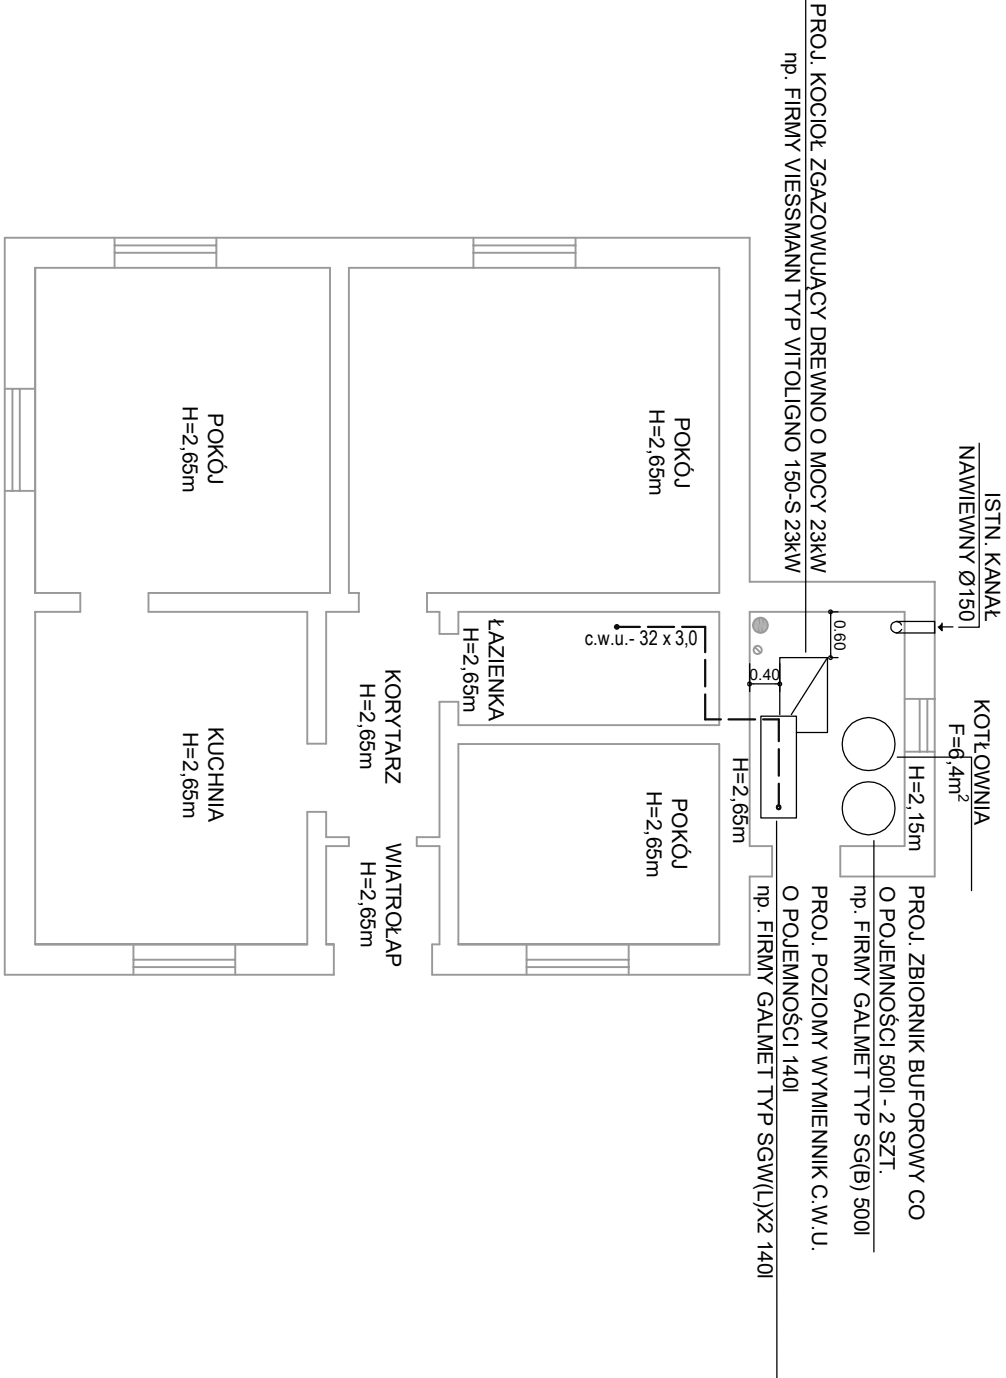 PROJ. KOCIOŁ ZGAZOWUJĄCY DREWNO O MOCY 23kW
np. FIRMY VIESSMANN TYP VITOLIGNO 150-S 23kW
ISTN. KANAŁ
NAWIEWNY Ø150
KOTŁOWNIA
F=6,4m²
H=2,15m
H=2,65m
0.60
0.40
PROJ. ZBIORNIK BUFOROWY CO
O POJEMNOŚCI 500l - 2 SZT.
np. FIRMY GALMET TYP SG(B) 500l
PROJ. POZIOMY WYMIENNIK C.W.U.
O POJEMNOŚCI 140l
np. FIRMY GALMET TYP SGW(L)X2 140l
POKÓJ
H=2,65m
c.w.u.- 32 x 3,0
ŁAZIENKA
H=2,65m
POKÓJ
H=2,65m
KORYTARZ
H=2,65m
WIATROŁAP
H=2,65m
POKÓJ
H=2,65m
KUCHNIA
H=2,65m